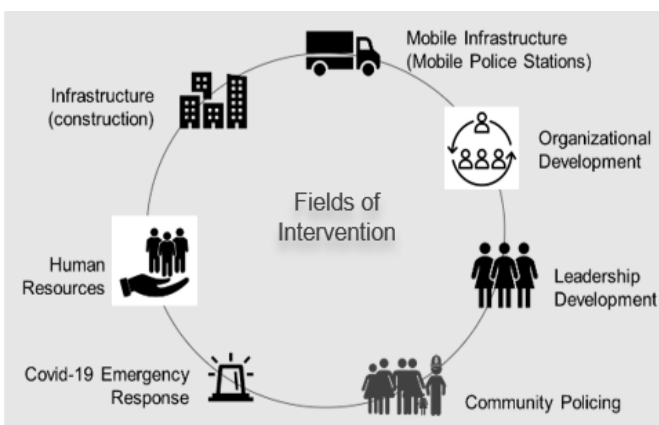 Mobile Infrastructure
(Mobile Police Stations)
Infrastructure
(construction)
Organizational
Development
Fields of
Intervention
Human
Resources
Leadership
Development
Covid-19 Emergency
Response
Community Policing